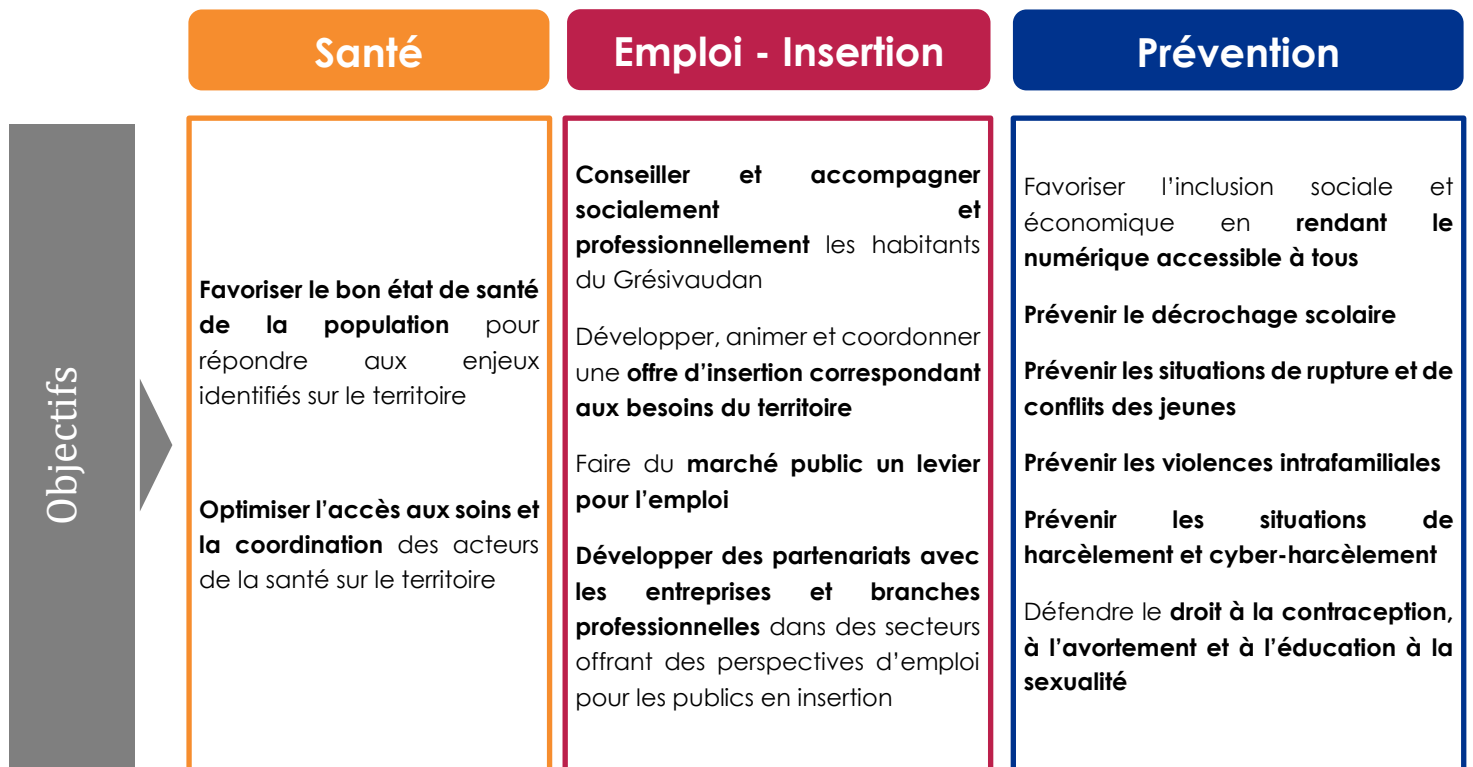 Santé
Emploi - Insertion
Prévention
Objectifs
Favoriser le bon état de santé
de la population pour
répondre aux enjeux
identifiés sur le territoire
Optimiser l’accès aux soins et
la coordination des acteurs
de la santé sur le territoire
Conseiller et accompagner
socialement et
professionnellement les habitants
du Grésivaudan
Développer, animer et coordonner
une offre d’insertion correspondant
aux besoins du territoire
Faire du marché public un levier
pour l’emploi
Développer des partenariats avec
les entreprises et branches
professionnelles dans des secteurs
offrant des perspectives d’emploi
pour les publics en insertion
Favoriser l’inclusion sociale et
économique en rendant le
numérique accessible à tous
Prévenir le décrochage scolaire
Prévenir les situations de rupture et de
conflits des jeunes
Prévenir les violences intrafamiliales
Prévenir les situations de
harcèlement et cyber-harcèlement
Défendre le droit à la contraception,
à l’avortement et à l’éducation à la
sexualité